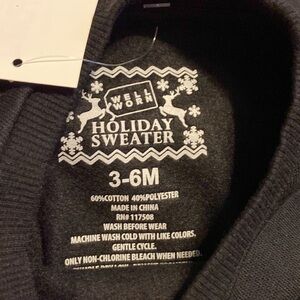 WELL
WORN
HOLIDAY
SWEATER
3-6M
60%COTTON 40%POLYESTER
MADE IN CHINA
RN# 117508
WASH BEFORE WEAR
MACHINE WASH COLD WITH LIKE COLORS.
GENTLE CYCLE.
ONLY NON-CHLORINE BLEACH WHEN NEEDED.